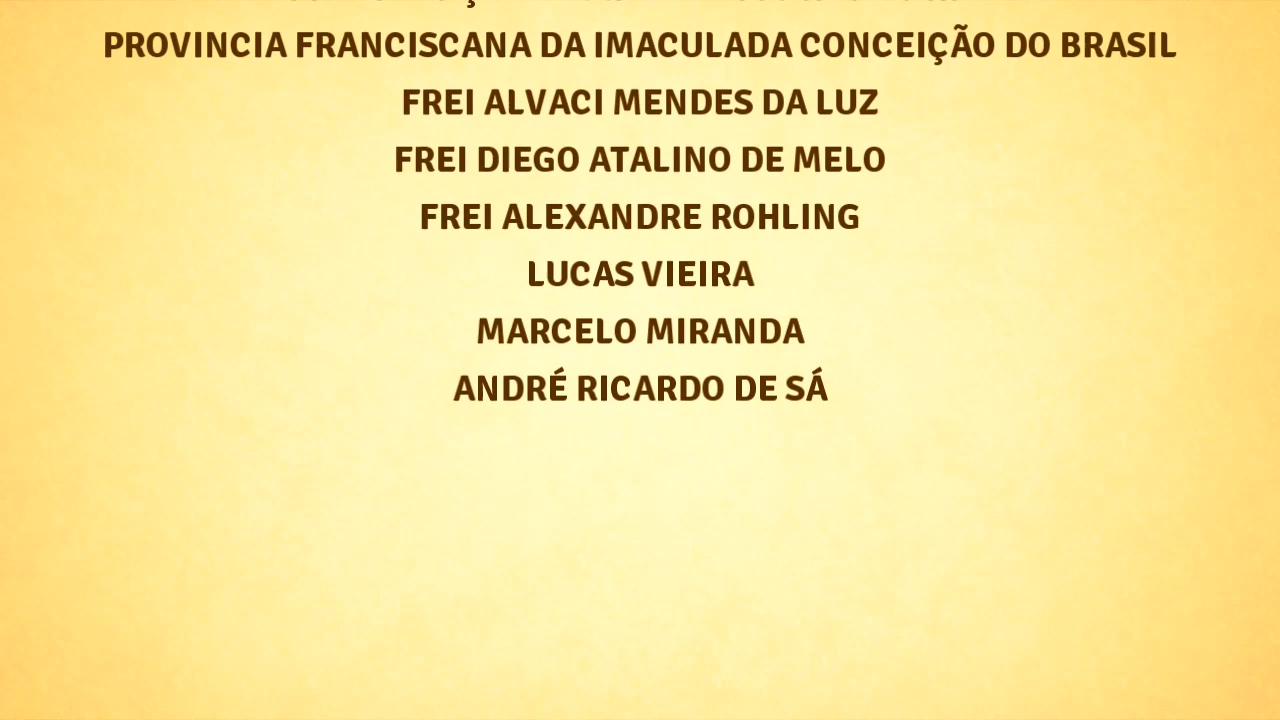 PROVINCIA FRANCISCANA DA IMACULADA CONCEIÇÃO DO BRASIL
FREI ALVACI MENDES DA LUZ
FREI DIEGO ATALINO DE MELO
FREI ALEXANDRE ROHLING
LUCAS VIEIRA
MARCELO MIRANDA
ANDRÉ RICARDO DE SÁ